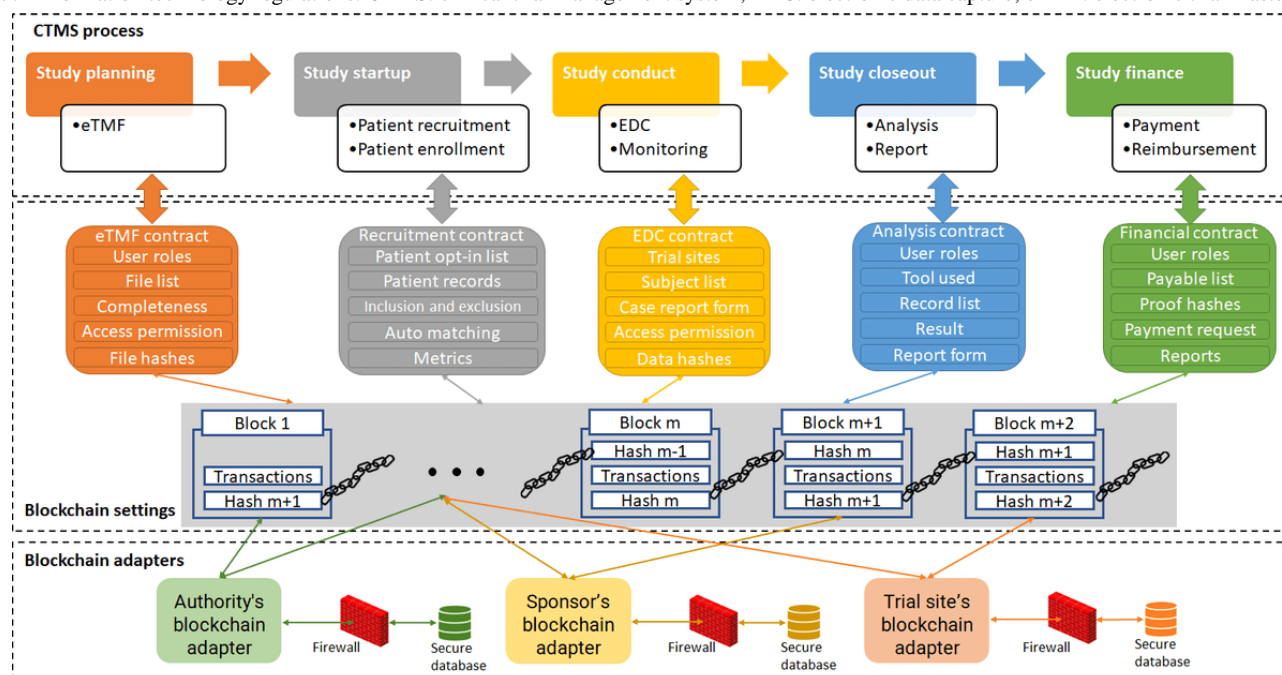 CTMS process
Study planning
Study startup
Study conduct
Study closeout
Study finance
•eTMF
•Patient recruitment
•Patient enrollment
•EDC
•Monitoring
•Analysis
•Report
•Payment
•Reimbursement
eTMF contract
User roles
File list
Completeness
Access permission
File hashes
Recruitment contract
Patient opt-in list
Patient records
Inclusion and exclusion
Auto matching
Metrics
EDC contract
Trial sites
Subject list
Case report form
Access permission
Data hashes
Analysis contract
User roles
Tool used
Record list
Result
Report form
Financial contract
User roles
Payable list
Proof hashes
Payment request
Reports
Block 1
Transactions
Hash m+1
• • •
Block m
Hash m-1
Transactions
Hash m
Block m+1
Hash m
Transactions
Hash m+1
Block m+2
Hash m+1
Transactions
Hash m+2
Blockchain settings
Blockchain adapters
Authority's
blockchain
adapter
Firewall
Secure
database
Sponsor's
blockchain
adapter
Firewall
Secure
database
Trial site's
blockchain
adapter
Firewall
Secure
database